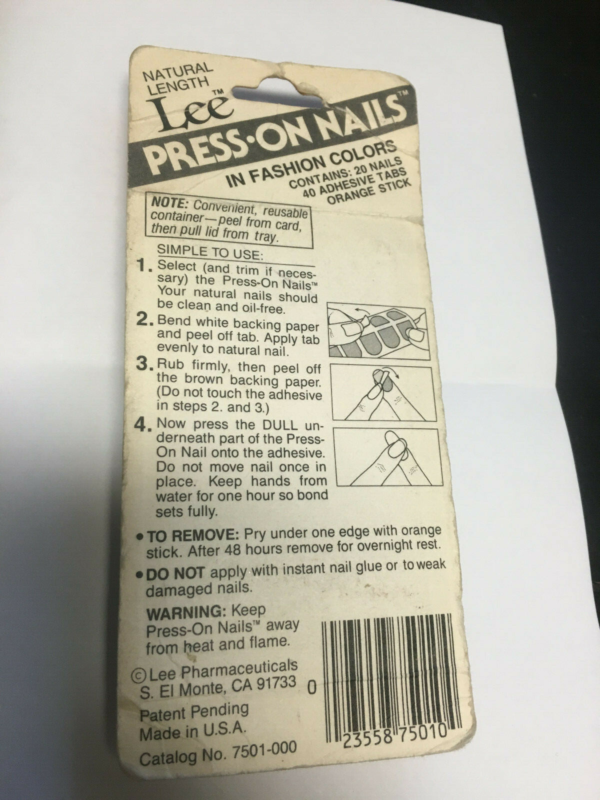 NATURAL
LENGTH
Lee™
PRESS·ON NAILS™
IN FASHION COLORS
CONTAINS: 20 NAILS
40 ADHESIVE TABS
ORANGE STICK
NOTE: Convenient, reusable
container—peel from card,
then pull lid from tray.
SIMPLE TO USE:
1. Select (and trim if neces-
sary) the Press-On Nails™
Your natural nails should
be clean and oil-free.
2. Bend white backing paper
and peel off tab. Apply tab
evenly to natural nail.
3. Rub firmly, then peel off
the brown backing paper.
(Do not touch the adhesive
in steps 2. and 3.)
4. Now press the DULL un-
derneath part of the Press-
On Nail onto the adhesive.
Do not move nail once in
place. Keep hands from
water for one hour so bond
sets fully.
• TO REMOVE: Pry under one edge with orange
stick. After 48 hours remove for overnight rest.
• DO NOT apply with instant nail glue or to weak
damaged nails.
WARNING: Keep
Press-On Nails™ away
from heat and flame.
© Lee Pharmaceuticals
S. El Monte, CA 91733
Patent Pending
Made in U.S.A.
Catalog No. 7501-000
0 23558 75010